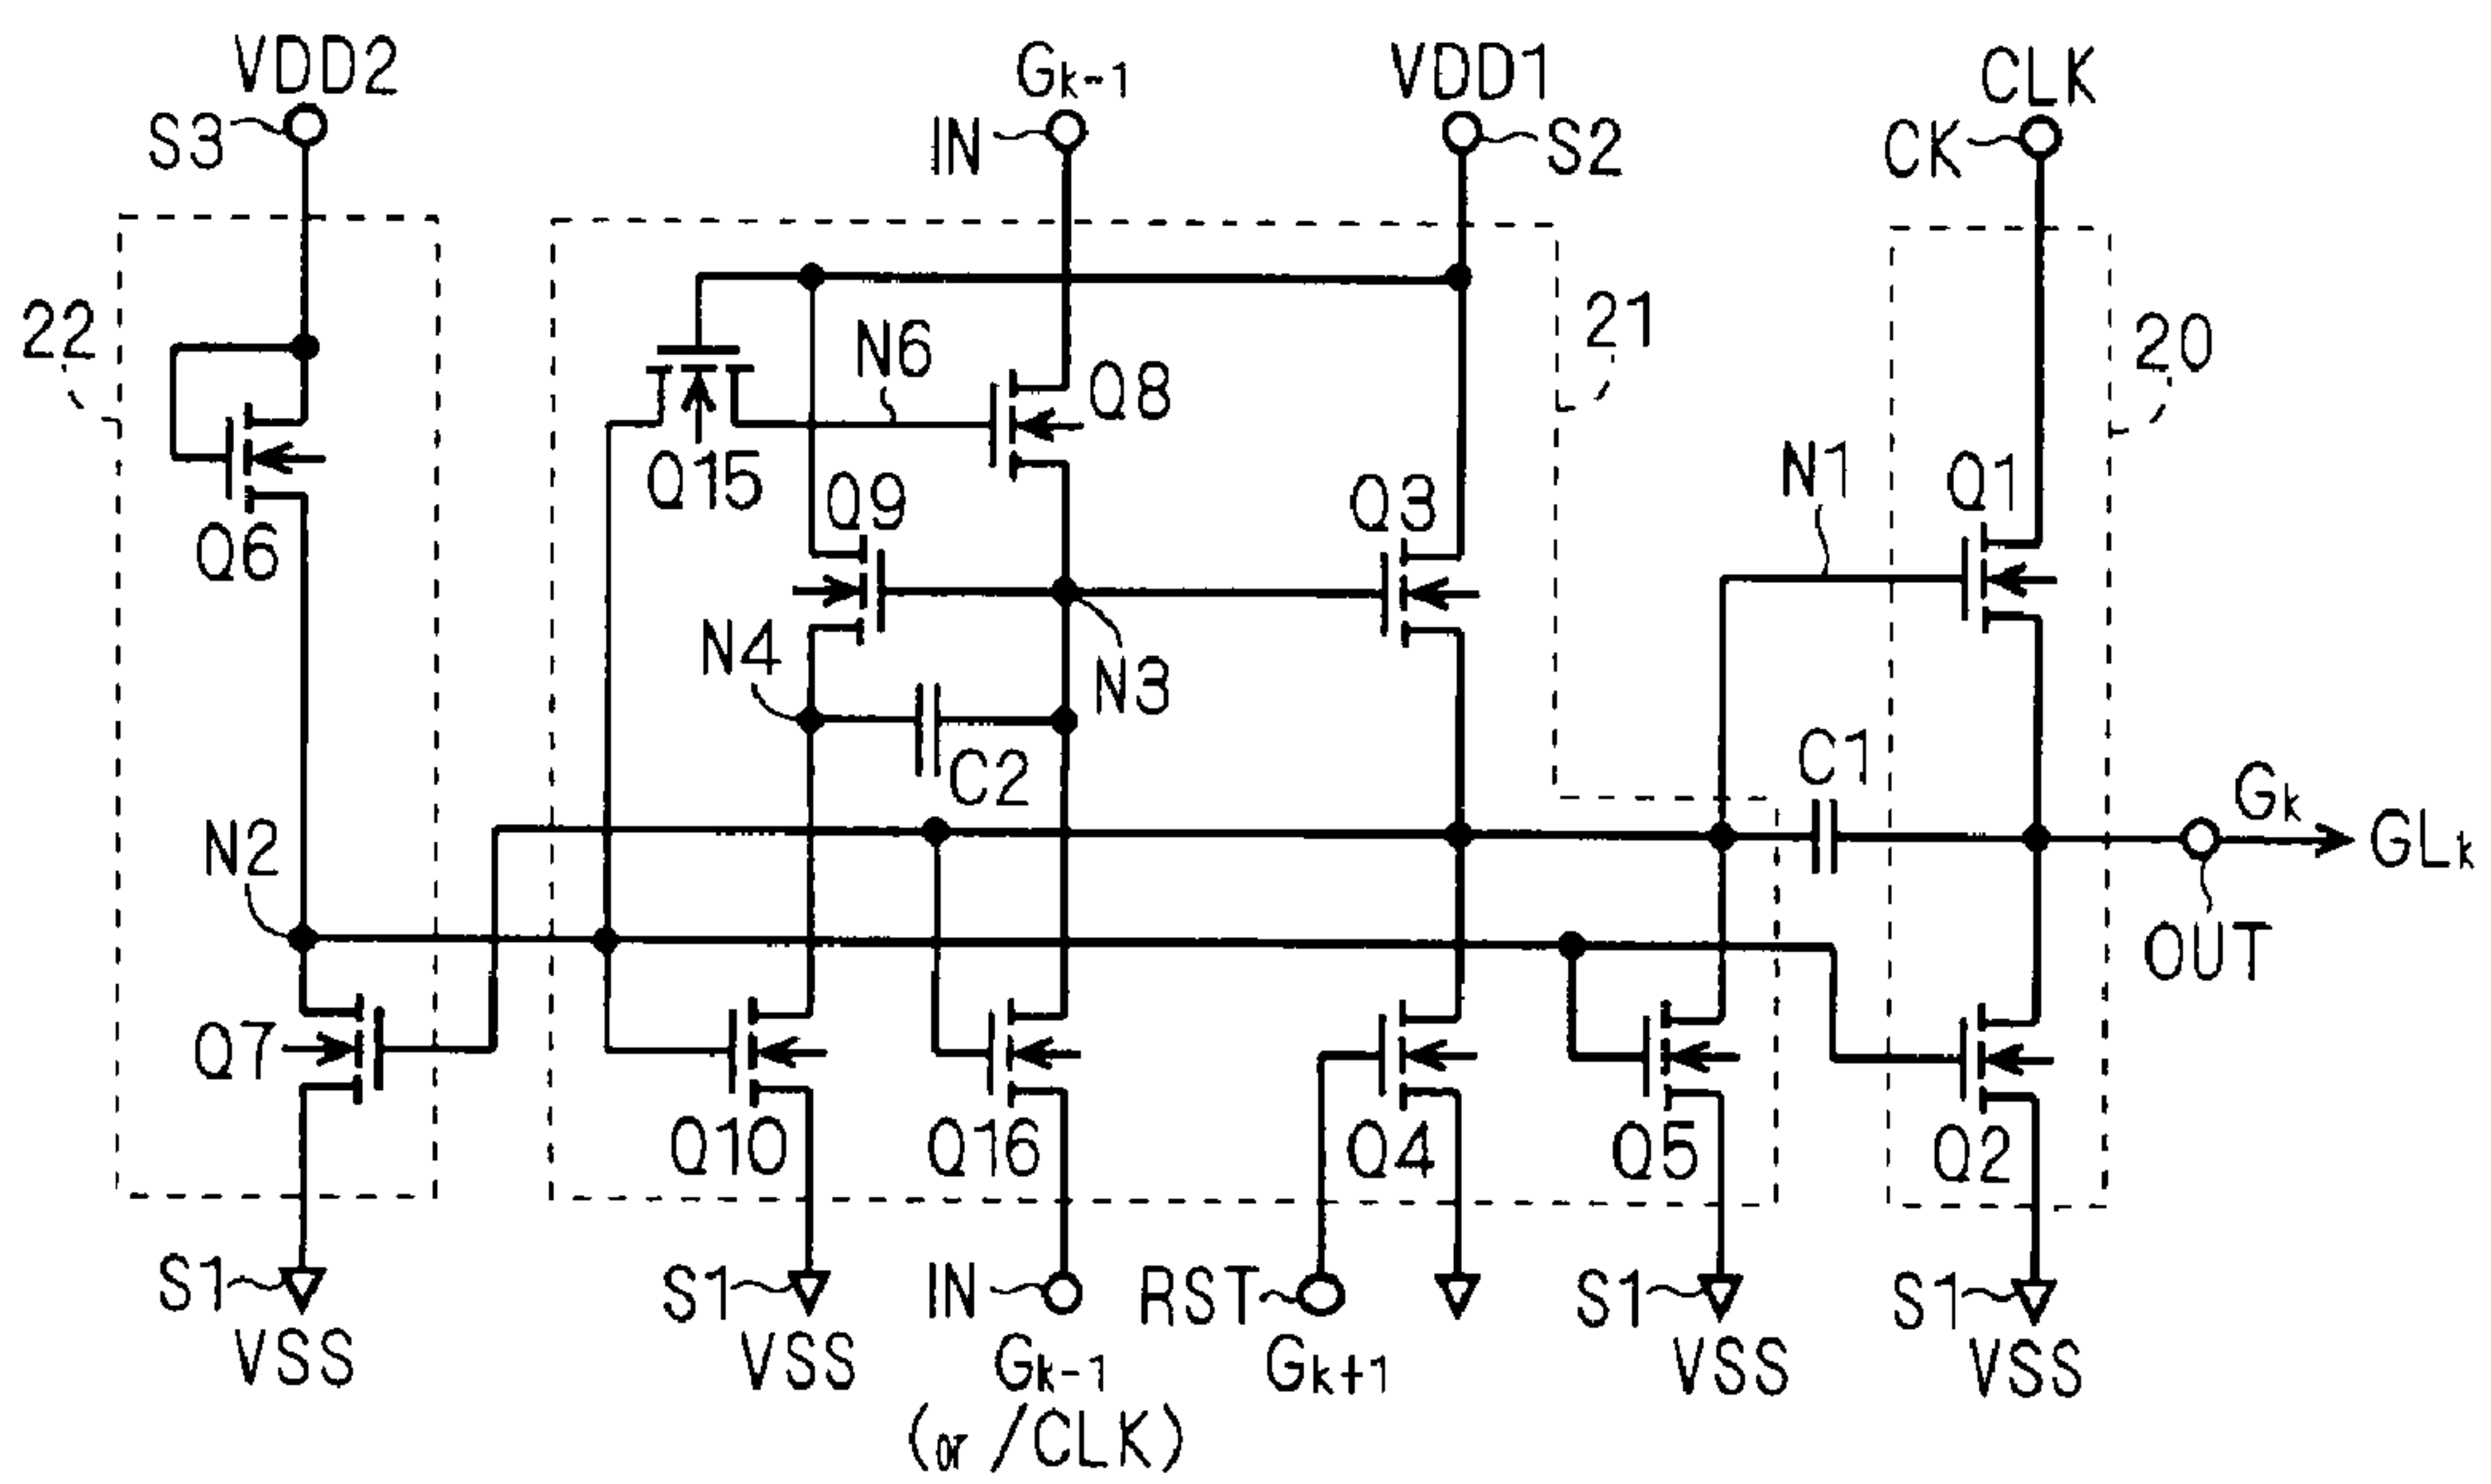 VDD2
Gk-1
VDD1
CLK
S3
IN
S2
CK
22
N6
Q8
21
20
Q15
Q9
Q3
N1
Q1
Q6
N4
N3
C2
C1
Gk
GLk
N2
OUT
Q7
Q10
Q16
Q4
Q5
Q2
S1
S1
IN
RST
S1
S1
VSS
VSS
Gk-1
Gk+1
VSS
VSS
(or /CLK)